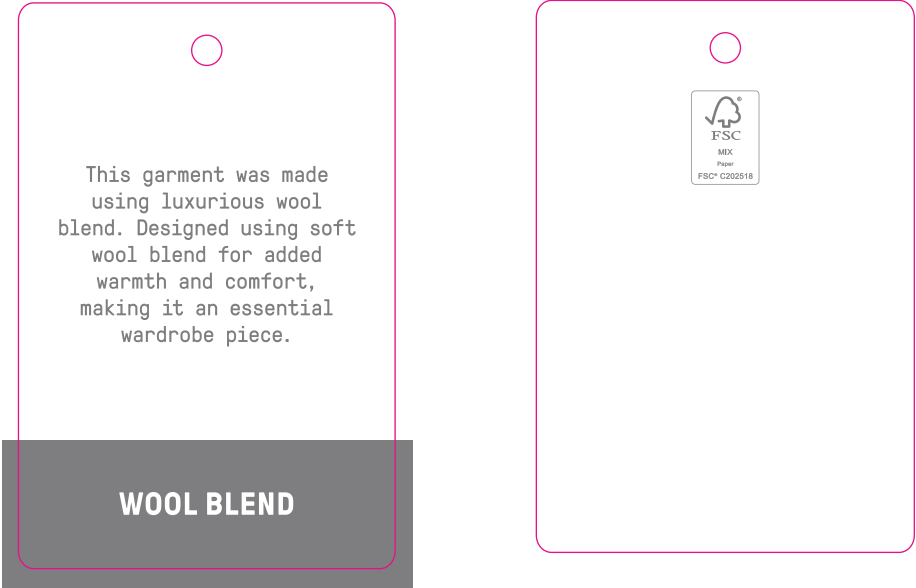 This garment was made
using luxurious wool
blend. Designed using soft
wool blend for added
warmth and comfort,
making it an essential
wardrobe piece.
WOOL BLEND
®
FSC
MIX
Paper
FSC® C202518